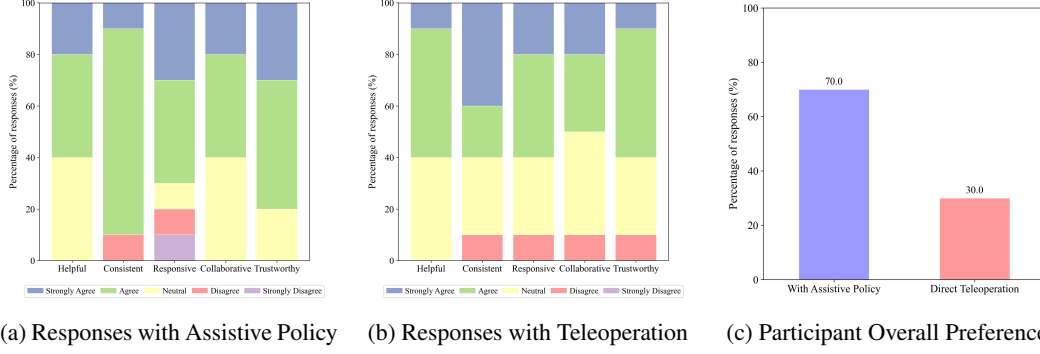 100
80
60
40
20
0
Percentage of responses (%)
Helpful Consistent Responsive Collaborative Trustworthy
Strongly Agree Agree Neutral Disagree Strongly Disagree
(a) Responses with Assistive Policy
100
80
60
40
20
0
Percentage of responses (%)
Helpful Consistent Responsive Collaborative Trustworthy
Strongly Agree Agree Neutral Disagree Strongly Disagree
(b) Responses with Teleoperation
100
80
60
40
20
0
Percentage of responses (%)
70.0
30.0
With Assistive Policy Direct Teleoperation
(c) Participant Overall Preference